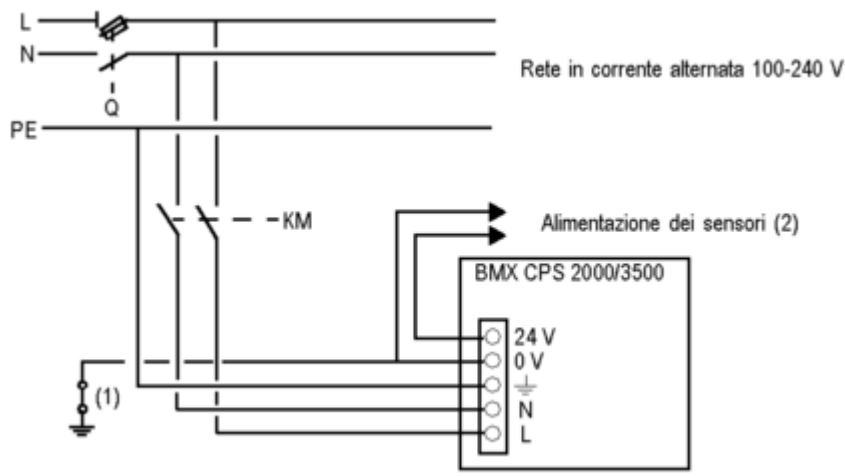 L
N
Rete in corrente alternata 100-240 V
Q
PE
KM
Alimentazione dei sensori (2)
BMX CPS 2000/3500
24 V
0 V
(1)
N
L